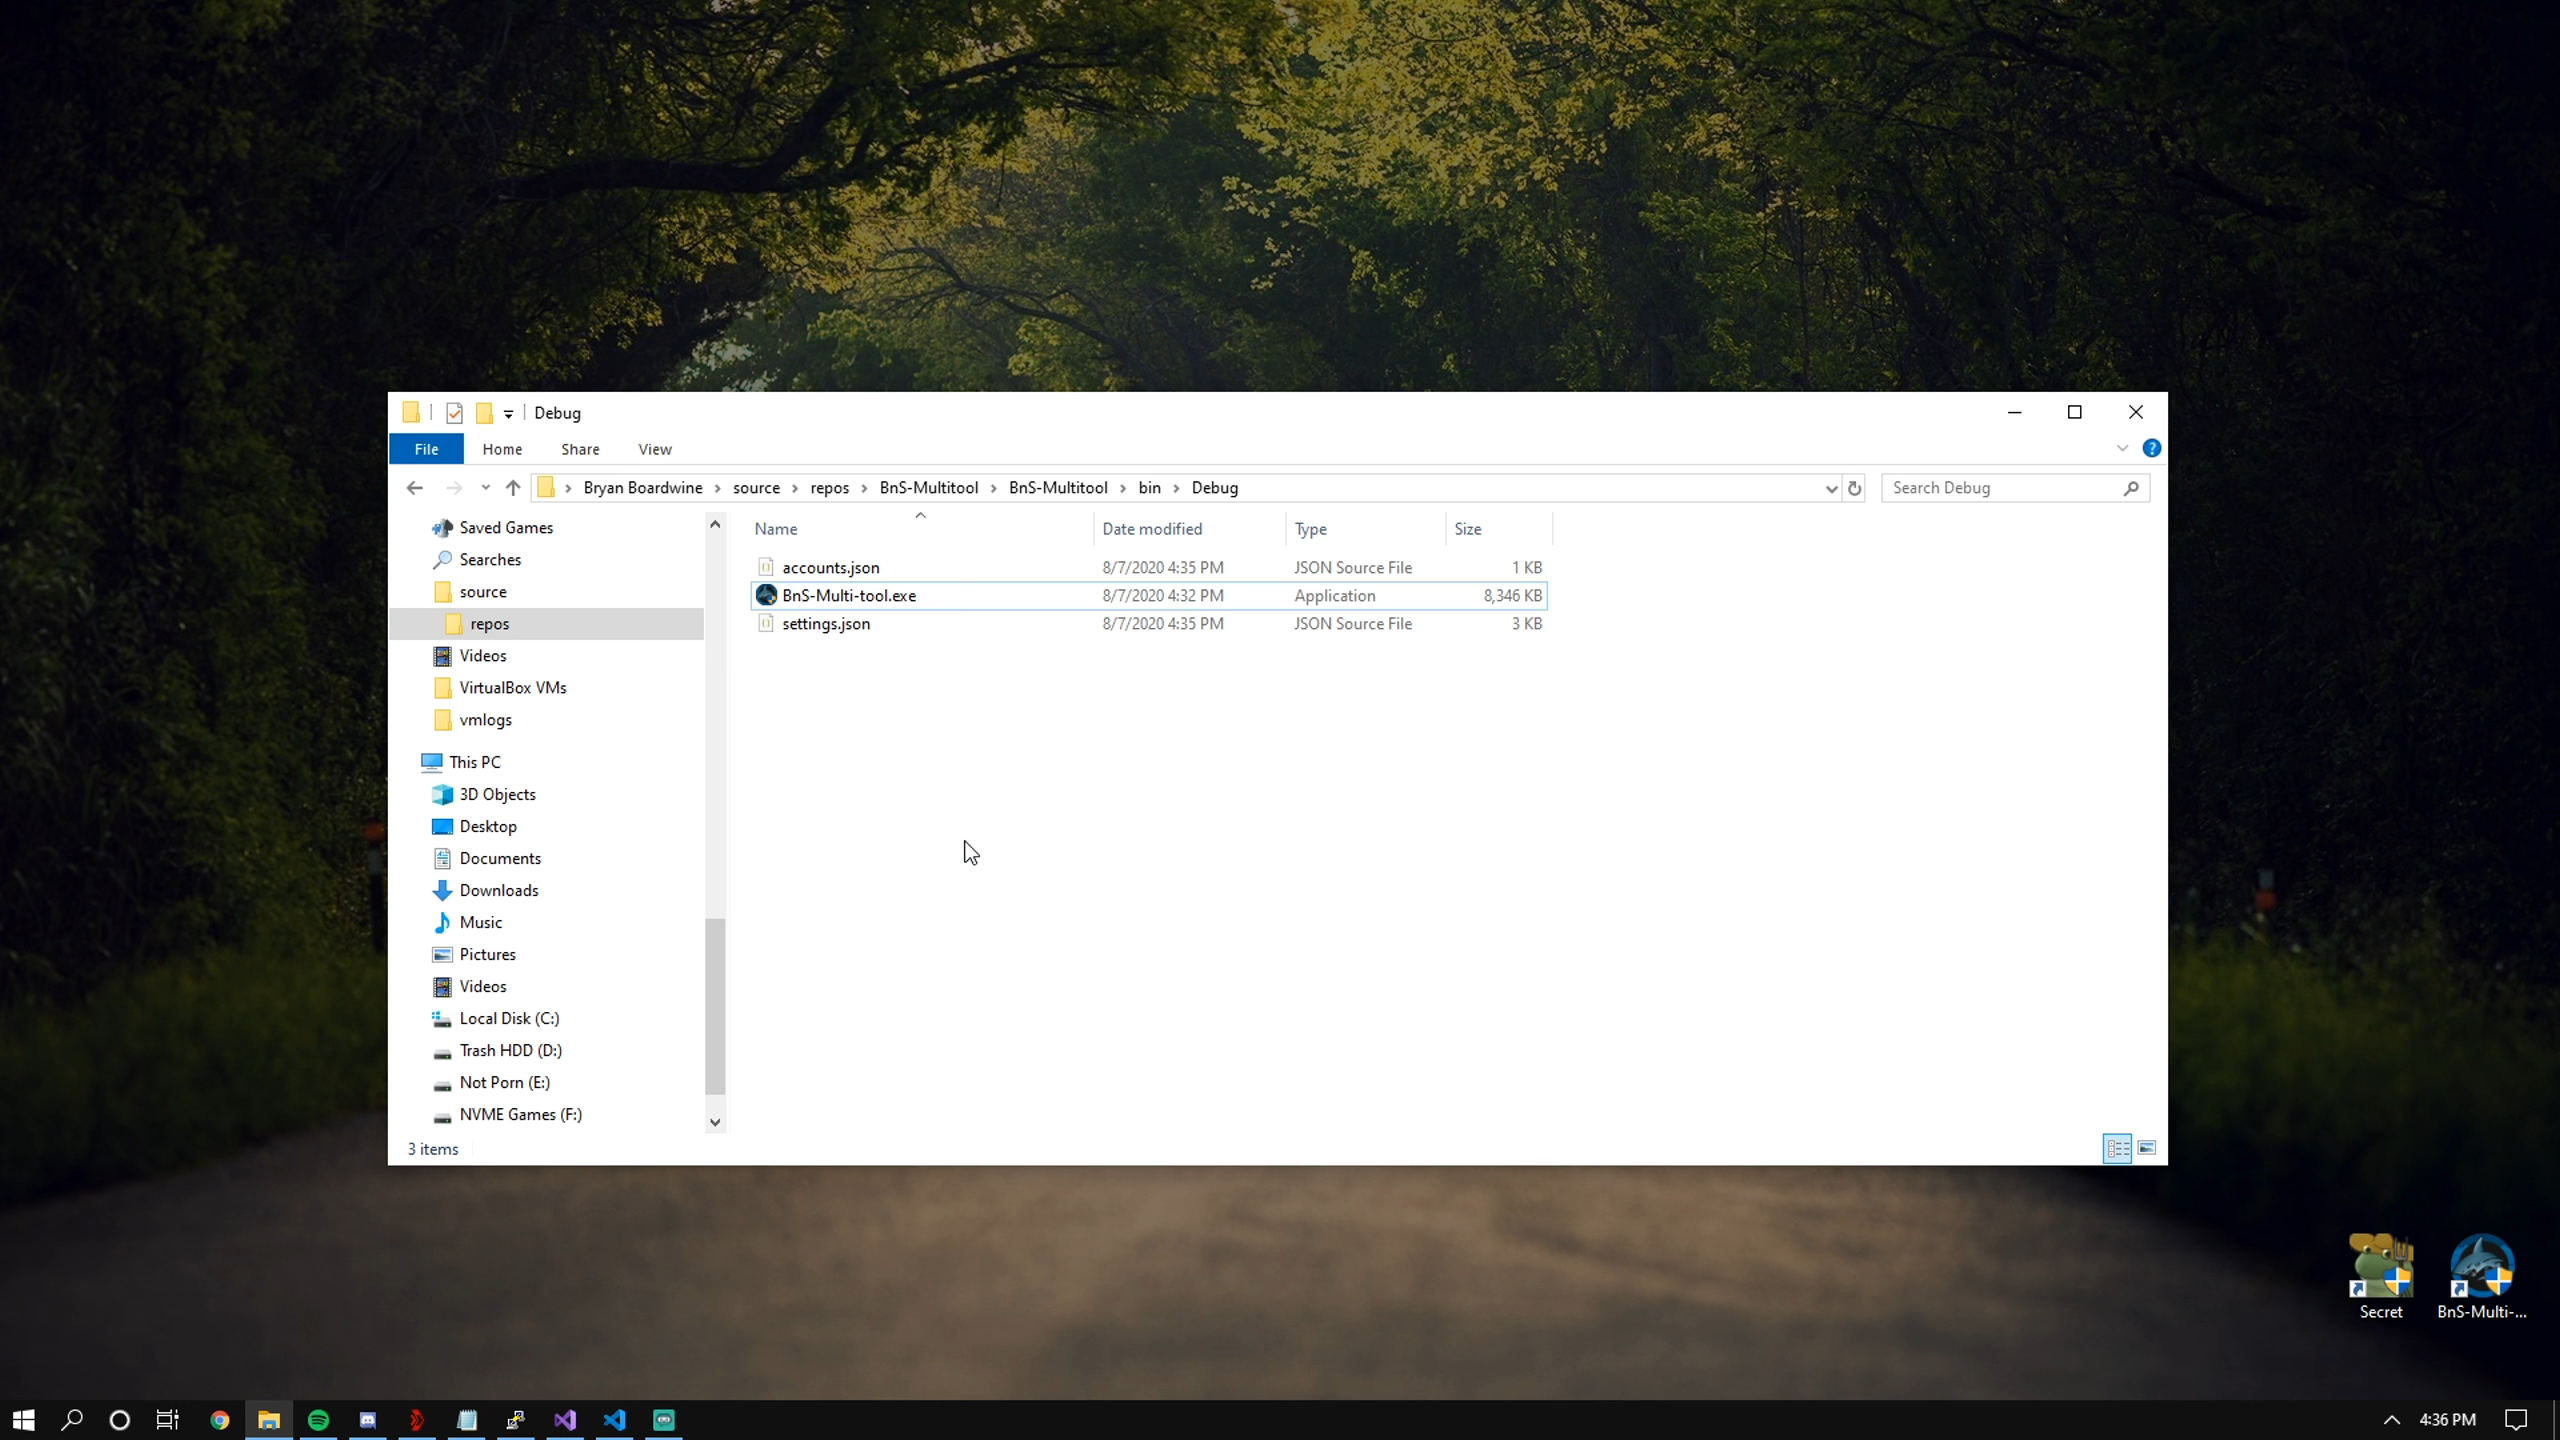 Debug
File Home Share View
Bryan Boardwine source repos BnS-Multitool BnS-Multitool bin Debug
Search Debug
Saved Games
Searches
source
repos
Videos
VirtualBox VMs
vmlogs
This PC
3D Objects
Desktop
Documents
Downloads
Music
Pictures
Videos
Local Disk (C:)
Trash HDD (D:)
Not Porn (E:)
NVME Games (F:)
Name Date modified Type Size
accounts.json 8/7/2020 4:35 PM JSON Source File 1 KB
BnS-Multi-tool.exe 8/7/2020 4:32 PM Application 8,346 KB
settings.json 8/7/2020 4:35 PM JSON Source File 3 KB
3 items
Secret
BnS-Multi-...
4:36 PM